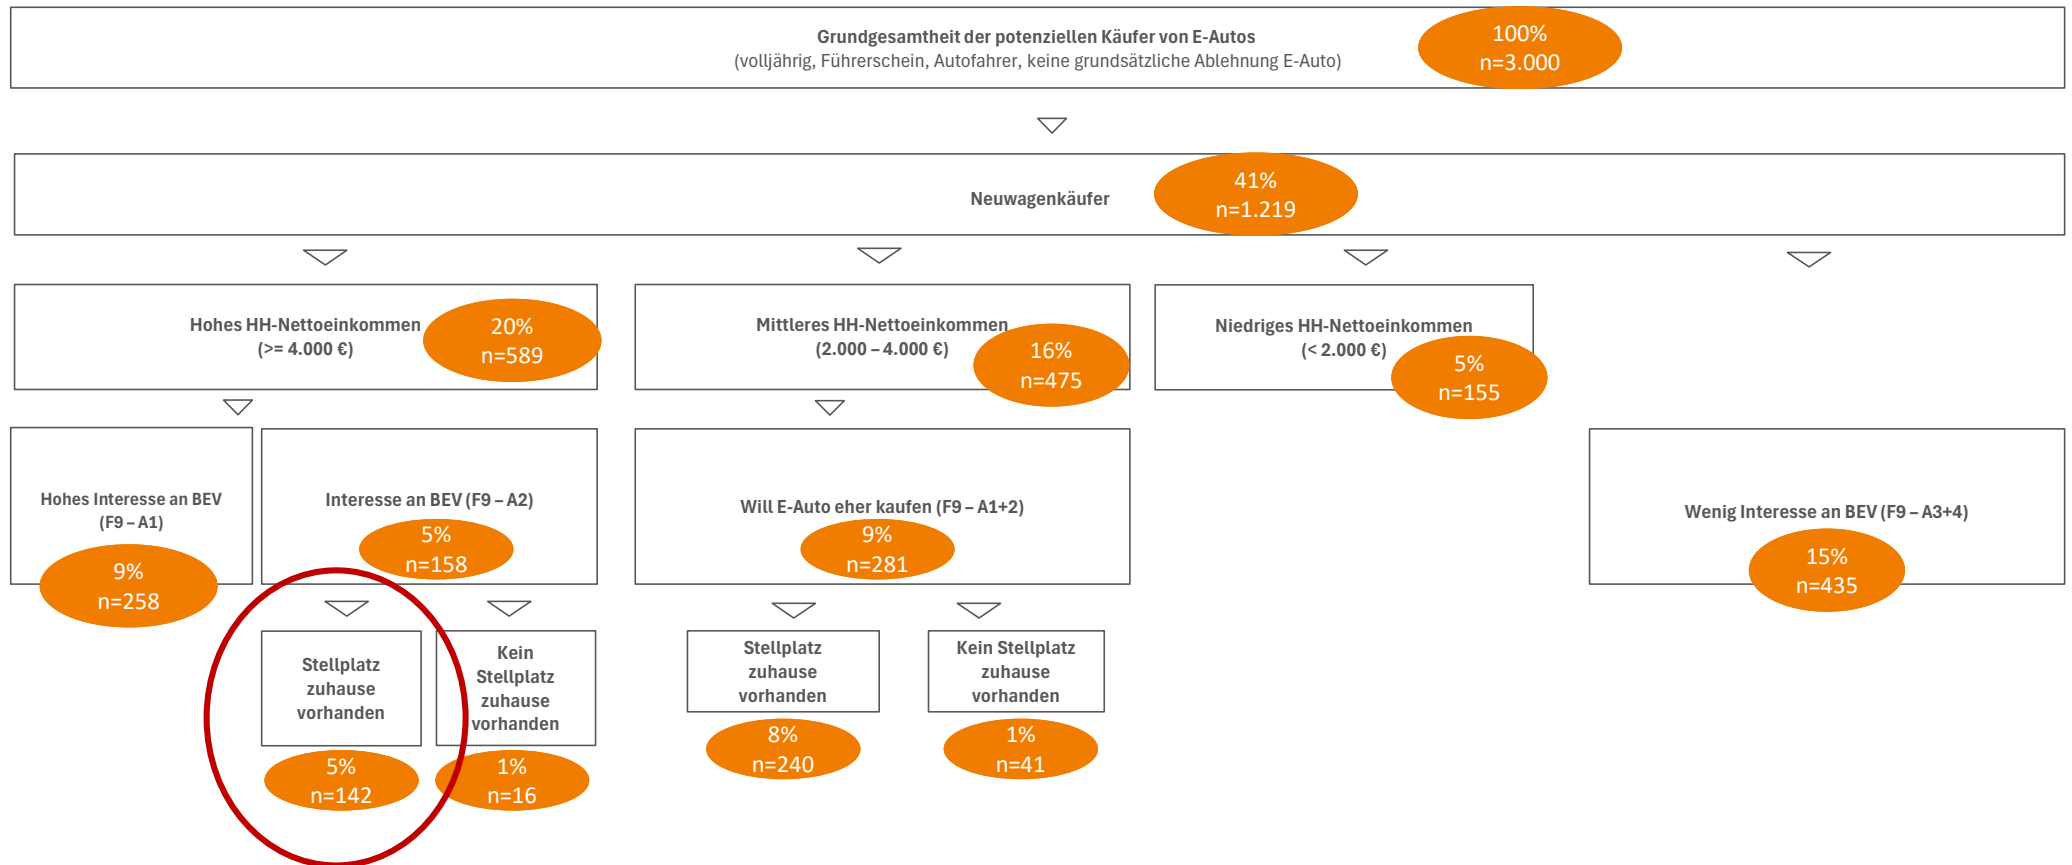 Grundgesamtheit der potenziellen Käufer von E-Autos
(volljährig, Führerschein, Autofahrer, keine grundsätzliche Ablehnung E-Auto)
100%
n=3.000
Neuwagenkäufer
41%
n=1.219
Hohes HH-Nettoeinkommen
(>= 4.000 €)
20%
n=589
Mittleres HH-Nettoeinkommen
(2.000 – 4.000 €)
16%
n=475
Niedriges HH-Nettoeinkommen
(< 2.000 €)
5%
n=155
Hohes Interesse an BEV
(F9 – A1)
9%
n=258
Interesse an BEV (F9 – A2)
5%
n=158
Will E-Auto eher kaufen (F9 – A1+2)
9%
n=281
Wenig Interesse an BEV (F9 – A3+4)
15%
n=435
Stellplatz
zuhause
vorhanden
5%
n=142
Kein
Stellplatz
zuhause
vorhanden
1%
n=16
Stellplatz
zuhause
vorhanden
8%
n=240
Kein Stellplatz
zuhause
vorhanden
1%
n=41